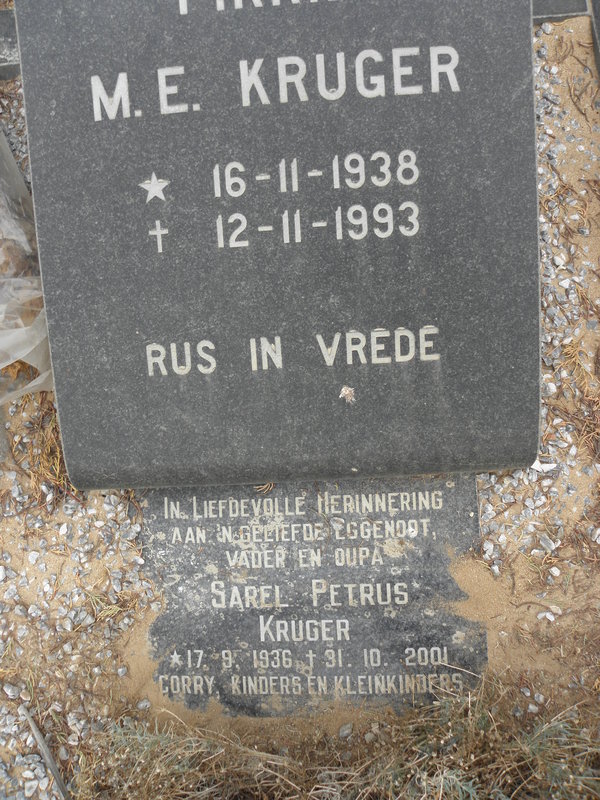 M.E. KRUGER
★ 16-11-1938
✝ 12-11-1993
RUS IN VREDE
IN LIEFDEVOLLE HERINNERING
AAN 'N GELIEFDE EGGENOOT,
VADER EN OUPA
SAREL PETRUS
KRUGER
★17. 9. 1936 ✝ 31. 10. 2001
CORRY, KINDERS EN KLEINKINDERS